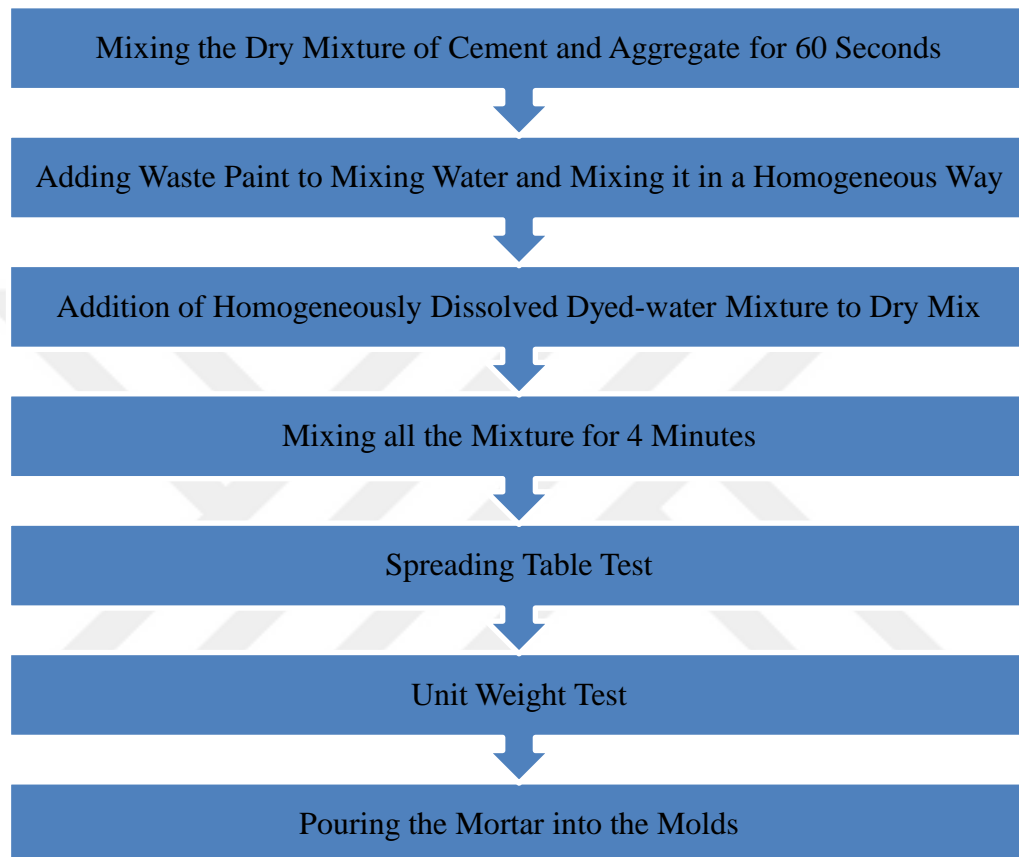 Mixing the Dry Mixture of Cement and Aggregate for 60 Seconds
Adding Waste Paint to Mixing Water and Mixing it in a Homogeneous Way
Addition of Homogeneously Dissolved Dyed-water Mixture to Dry Mix
Mixing all the Mixture for 4 Minutes
Spreading Table Test
Unit Weight Test
Pouring the Mortar into the Molds